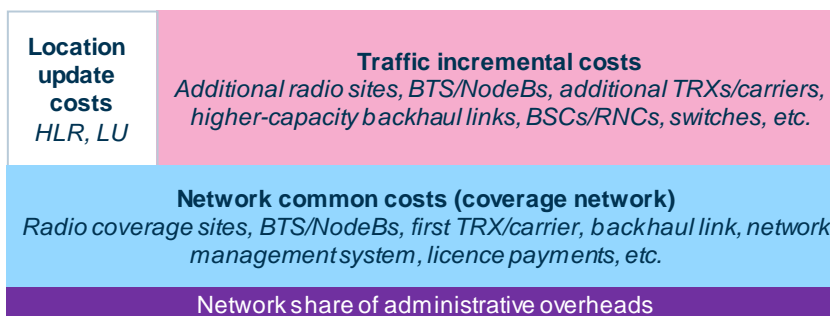 Location
update
costs
HLR, LU
Traffic incremental costs
Additional radio sites, BTS/NodeBs, additional TRXs/carriers,
higher-capacity backhaul links, BSCs/RNCs, switches, etc.
Network common costs (coverage network)
Radio coverage sites, BTS/NodeBs, first TRX/carrier, backhaul link, network
management system, licence payments, etc.
Network share of administrative overheads